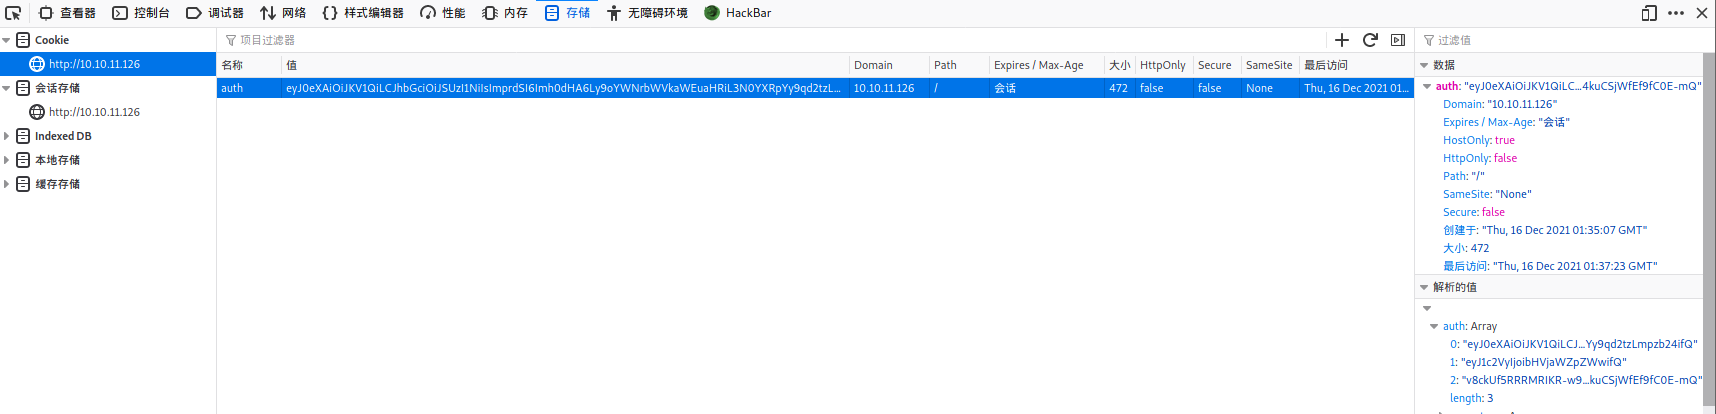 查看器 控制台 调试器 网络 {} 样式编辑器 性能 内存 存储 无障碍环境 HackBar
Cookie
http://10.10.11.126
会话存储
http://10.10.11.126
Indexed DB
本地存储
缓存存储
项目过滤器
名称 值 Domain Path Expires / Max-Age 大小 HttpOnly Secure SameSite 最后访问
auth eyJ0eXAiOiJKV1QiLCJhbGciOiJSUzI1NiIsImprdSI6Imh0dHA6Ly9oYWNrbWVkaWEuaHRiL3N0YXRpYy9qd2tzL... 10.10.11.126 / 会话 472 false false None Thu, 16 Dec 2021 01...
过滤值
数据
auth: "eyJ0eXAiOiJKV1QiLC...4kuCSjWfEf9fC0E-mQ"
Domain: "10.10.11.126"
Expires / Max-Age: "会话"
HostOnly: true
HttpOnly: false
Path: "/"
SameSite: "None"
Secure: false
创建于: "Thu, 16 Dec 2021 01:35:07 GMT"
大小: 472
最后访问: "Thu, 16 Dec 2021 01:37:23 GMT"
解析的值
auth: Array
0: "eyJ0eXAiOiJKV1QiLCJ...Yy9qd2tzLmpzb24ifQ"
1: "eyJ1c2VyIjoibHVjaWZpZWwifQ"
2: "v8ckUf5RRRMRIKR-w9...kuCSjWfEf9fC0E-mQ"
length: 3